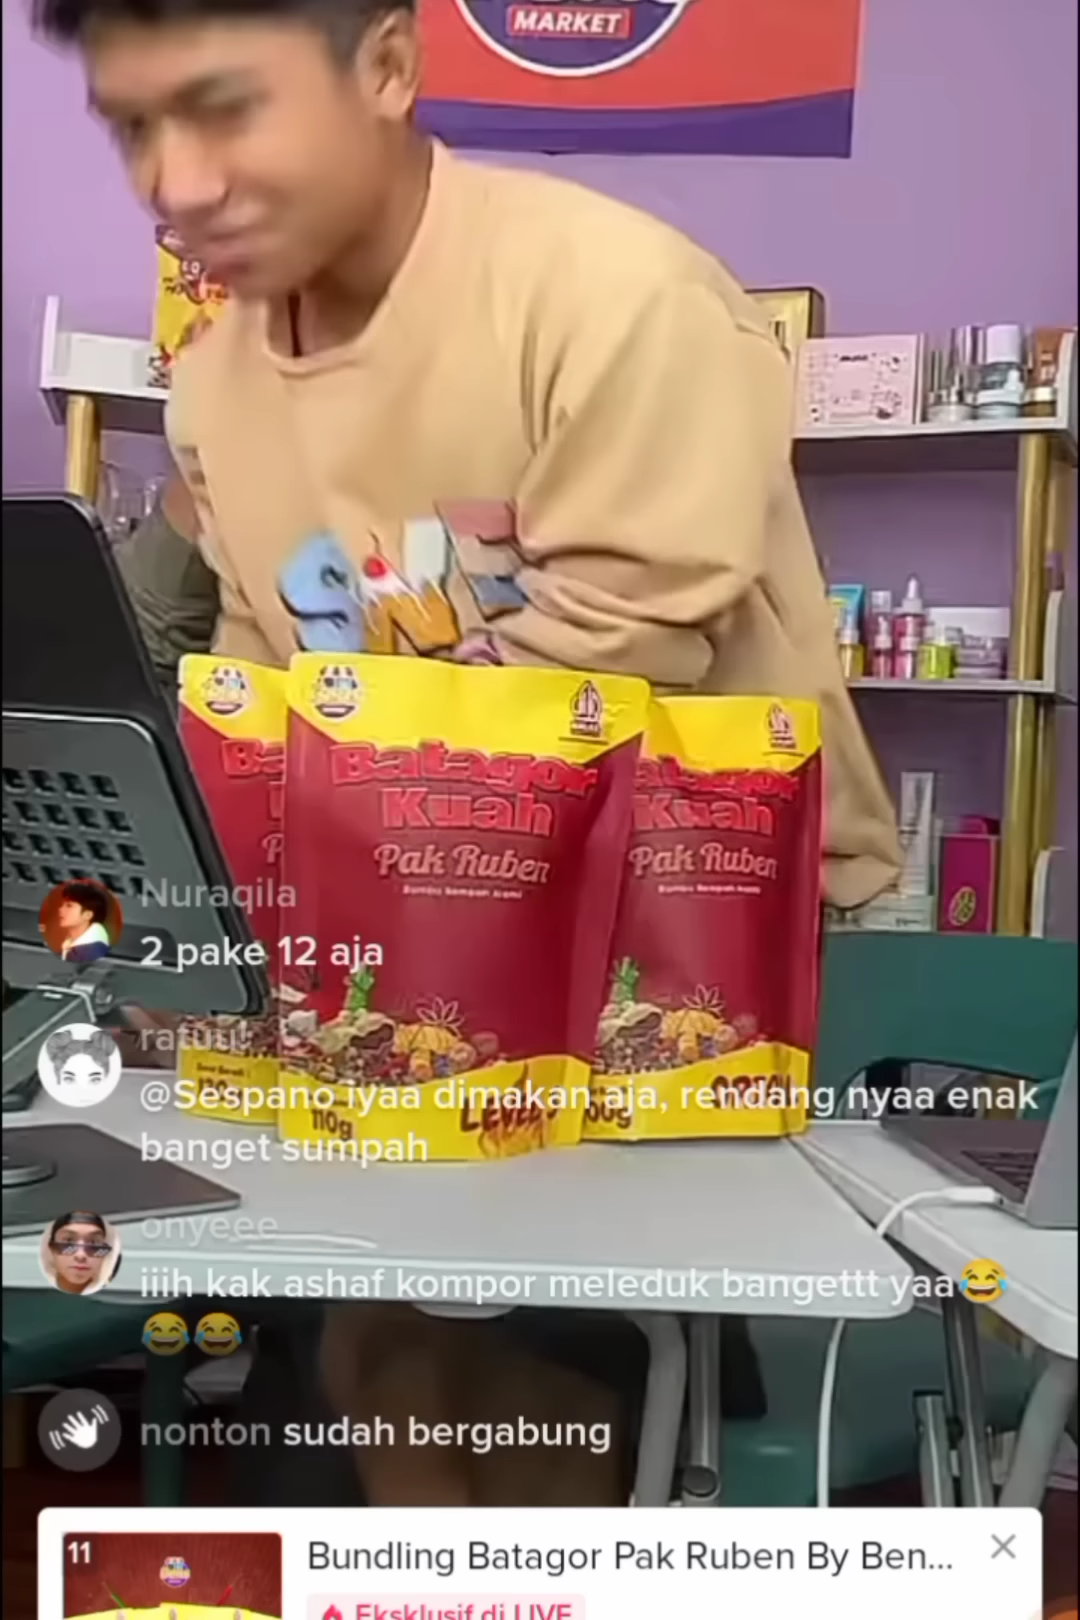 MARKET
Batagor
Kuah
Pak Ruben
Kuah
Pak Ruben
110g
LEVEL
Nuraqila
2 pake 12 aja
ratuu!
@Sespano iyaa dimakan aja, rendang nyaa enak
banget sumpah
onyeee
iiih kak ashaf kompor meleduk bangettt yaa😂
😂😂
nonton sudah bergabung
11
Bundling Batagor Pak Ruben By Ben...
Eksklusif di LIVE